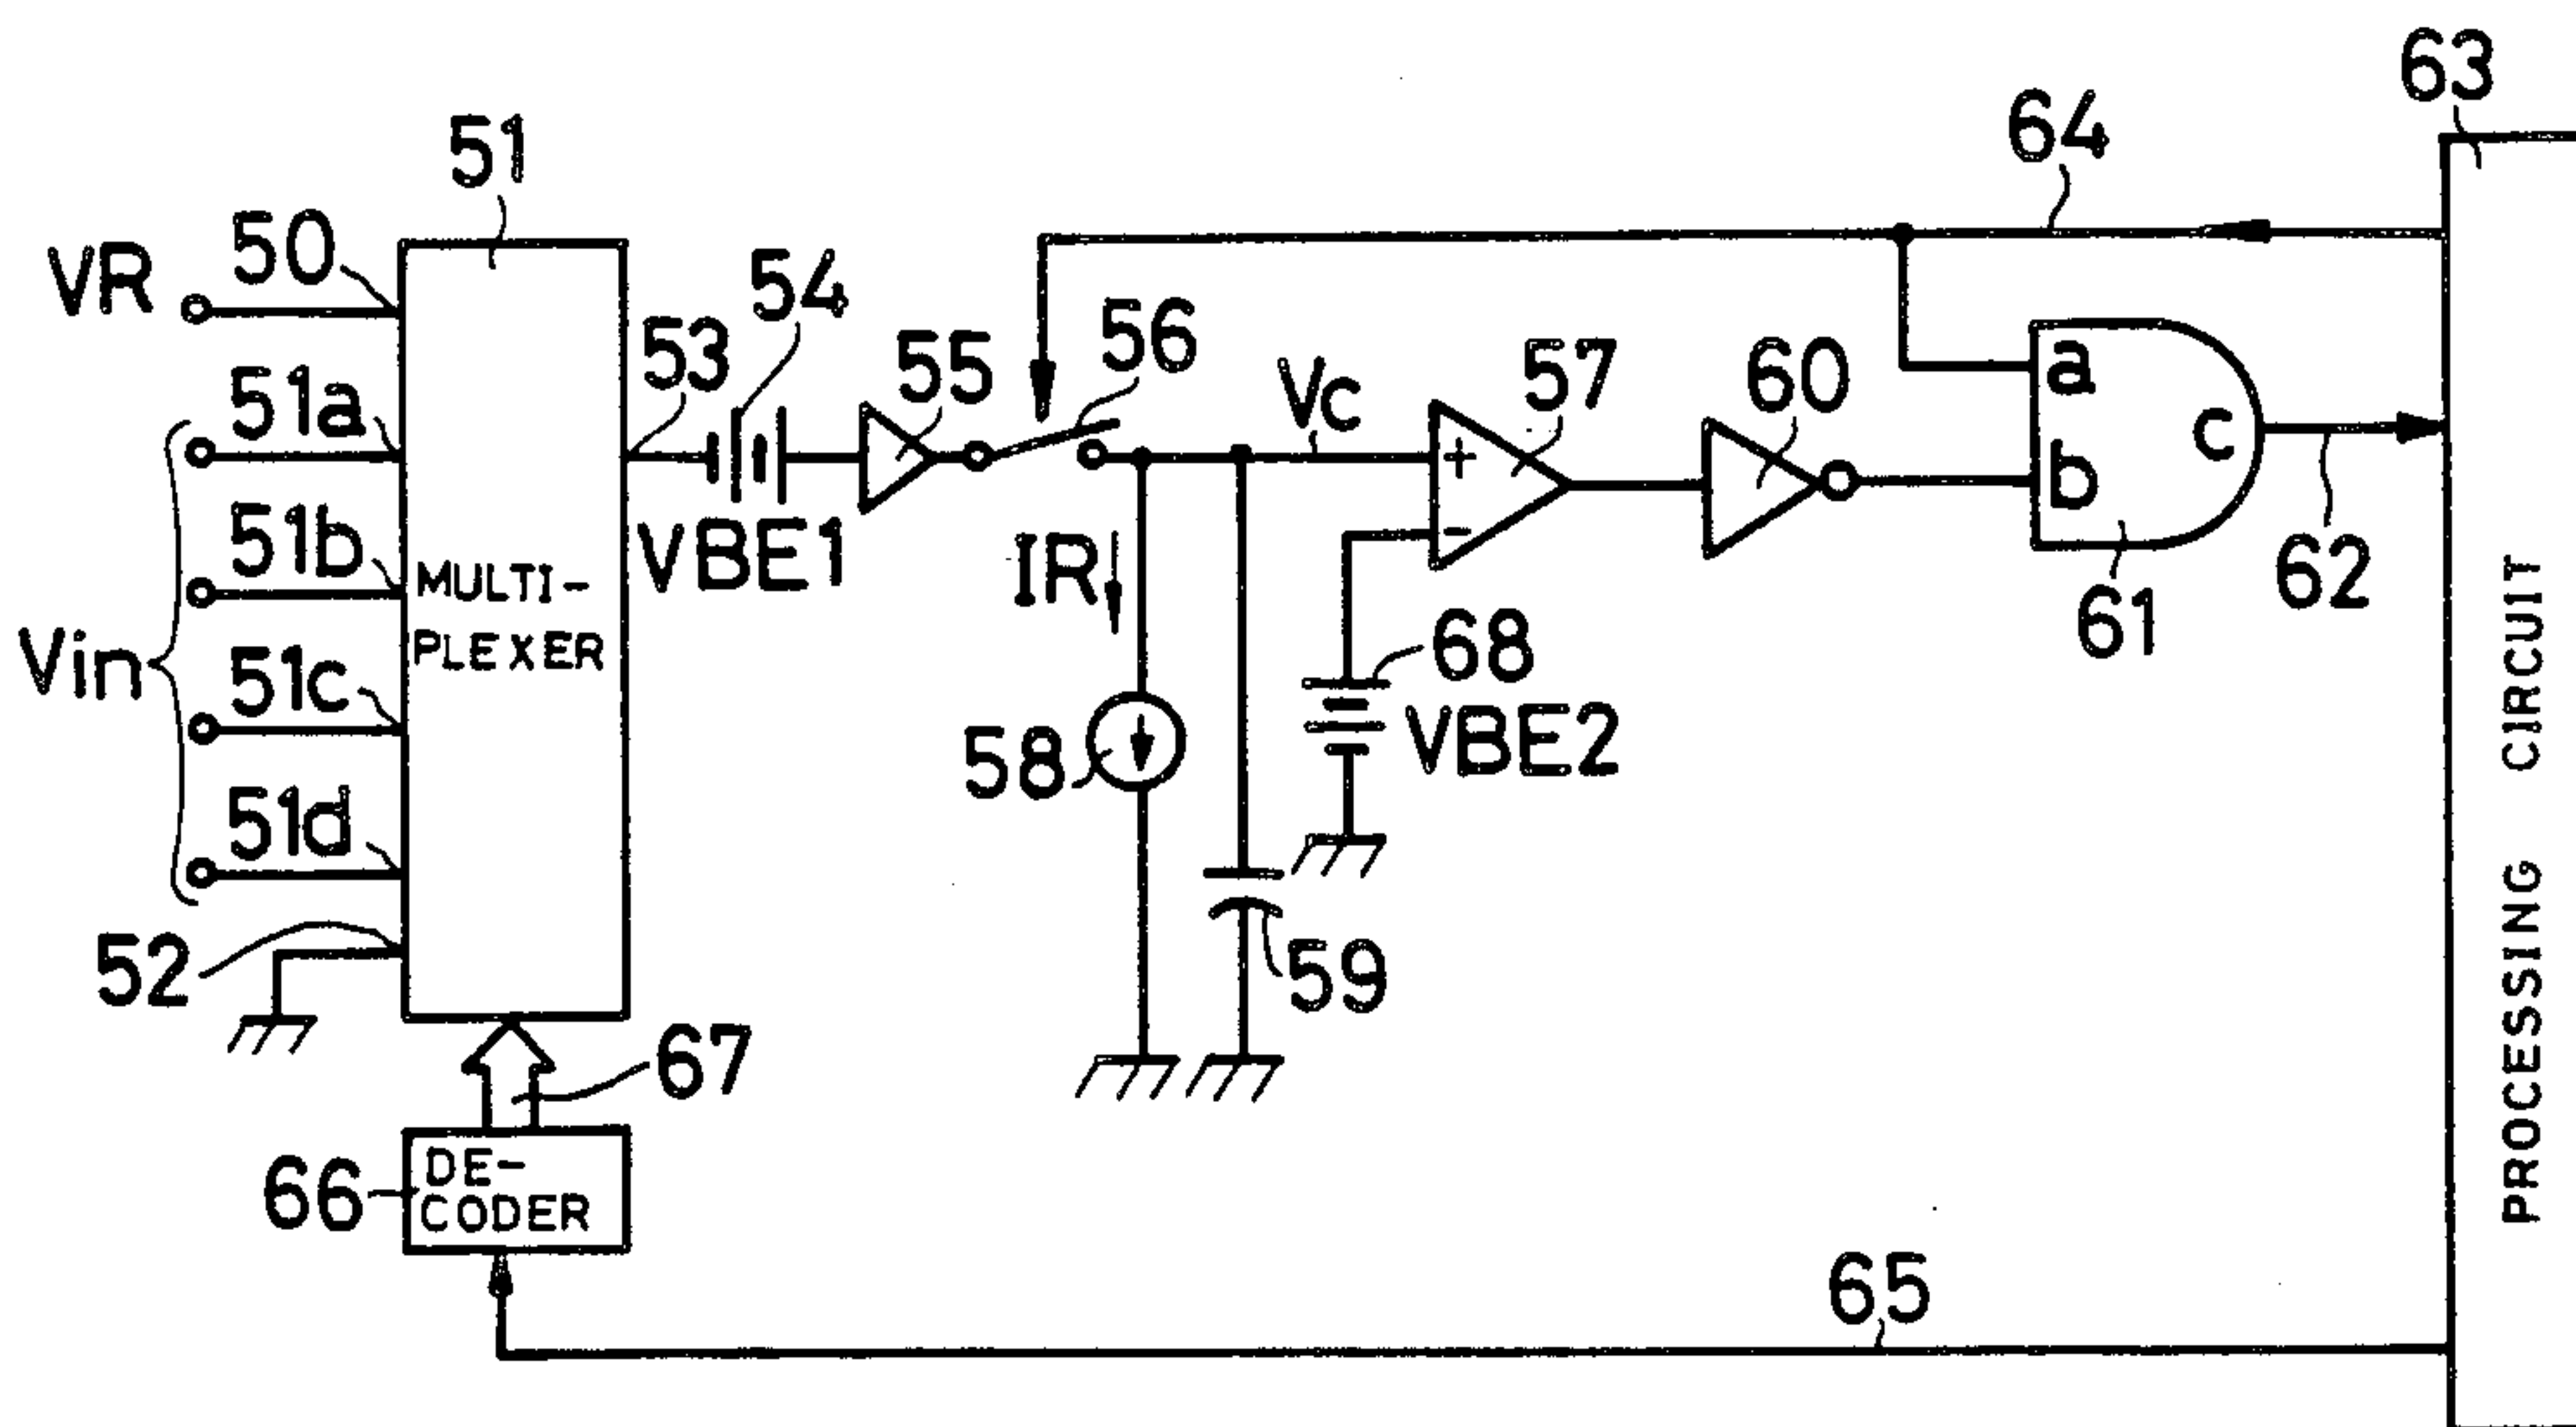 63
64
51
VR
50
54
53
55
56
51a
VC
57
60
a
c
b
51b
VBE1
IR
62
MULTI-
PLEXER
61
68
Vin
51c
58
VBE2
51d
52
59
67
66
DE-
CODER
65
PROCESSING CIRCUIT
+
-